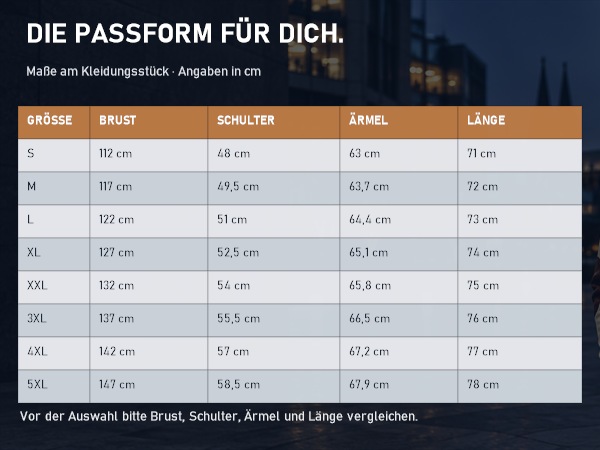 DIE PASSFORM FÜR DICH.
Maße am Kleidungsstück · Angaben in cm
GRÖSSE BRUST SCHULTER ÄRMEL LÄNGE
S 112 cm 48 cm 63 cm 71 cm
M 117 cm 49,5 cm 63,7 cm 72 cm
L 122 cm 51 cm 64,4 cm 73 cm
XL 127 cm 52,5 cm 65,1 cm 74 cm
XXL 132 cm 54 cm 65,8 cm 75 cm
3XL 137 cm 55,5 cm 66,5 cm 76 cm
4XL 142 cm 57 cm 67,2 cm 77 cm
5XL 147 cm 58,5 cm 67,9 cm 78 cm
Vor der Auswahl bitte Brust, Schulter, Ärmel und Länge vergleichen.